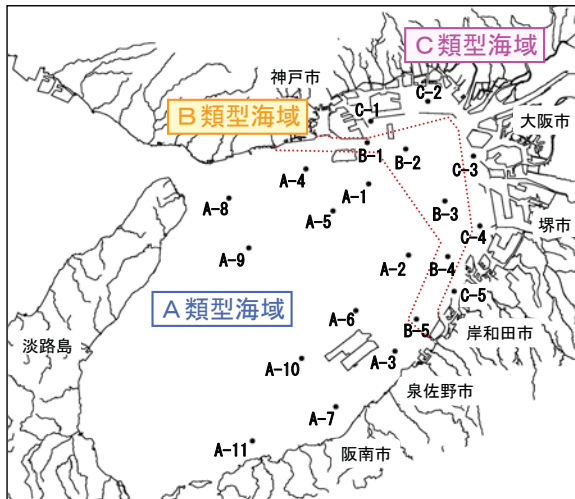 C類型海域
神戸市
C-2
B類型海域
C-1
大阪市
B-1
B-2
C-3
A-4
A-1
A-8
A-5
B-3
堺市
C-4
A-9
A-2
B-4
A類型海域
C-5
A-6
B-5
岸和田市
淡路島
A-10
A-3
泉佐野市
A-7
A-11
阪南市